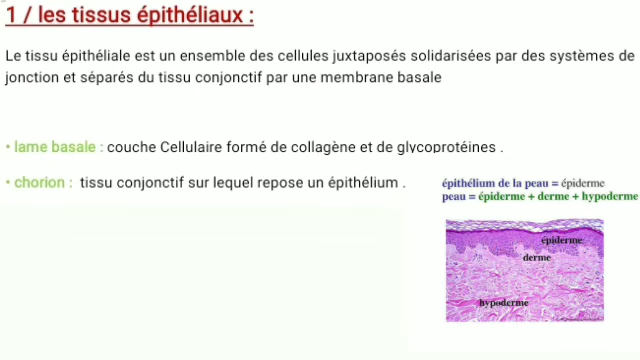 1 / les tissus épithéliaux :
Le tissu épithéliale est un ensemble des cellules juxtaposés solidarisées par des systèmes de
jonction et séparés du tissu conjonctif par une membrane basale
• lame basale : couche Cellulaire formé de collagène et de glycoprotéines .
• chorion : tissu conjonctif sur lequel repose un épithélium .
épithélium de la peau = épiderme
peau = épiderme + derme + hypoderme
épiderme
derme
hypoderme